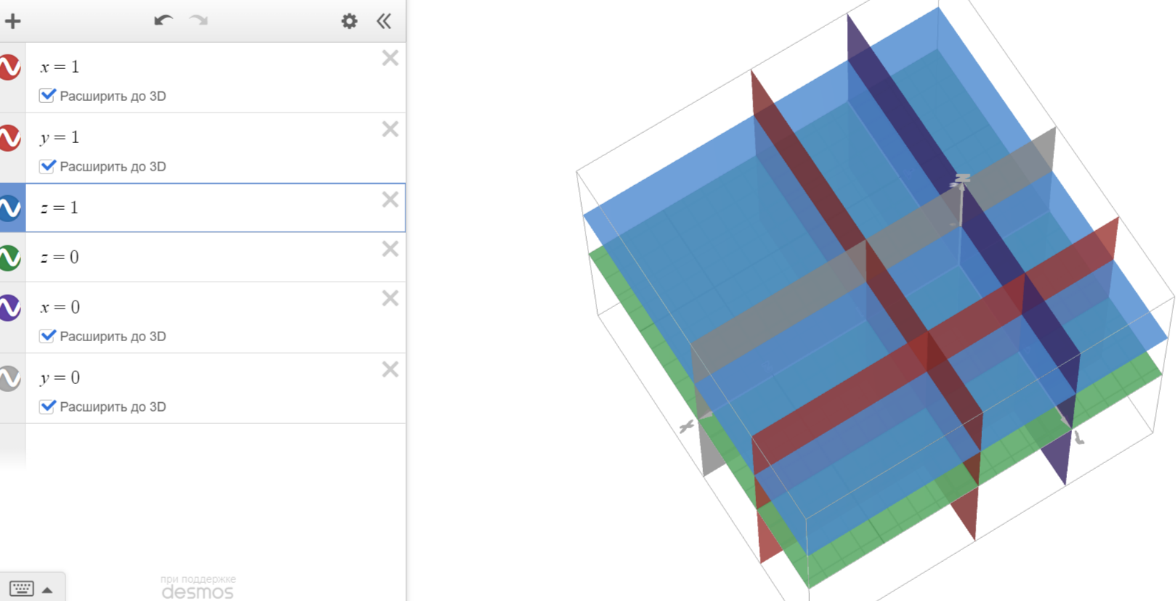 x = 1
Расширить до 3D
y = 1
Расширить до 3D
z = 1
z = 0
x = 0
Расширить до 3D
y = 0
Расширить до 3D
при поддержке
desmos